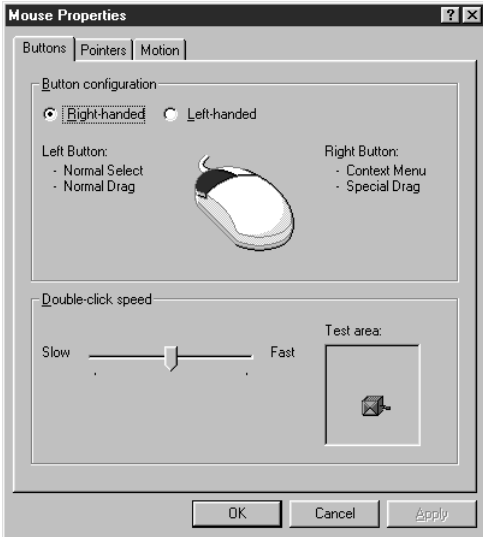 Mouse Properties
Buttons Pointers Motion
Button configuration
Right-handed Left-handed
Left Button:
- Normal Select
- Normal Drag
Right Button:
- Context Menu
- Special Drag
Double-click speed
Slow Fast
Test area:
OK Cancel Apply